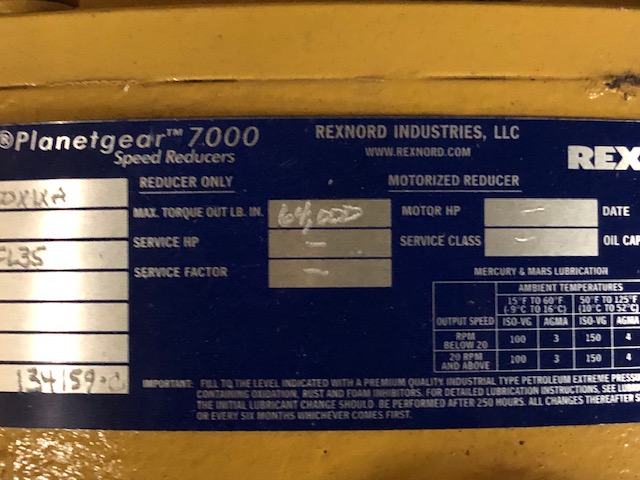 ®Planetgear™ 7000
Speed Reducers
REXNORD INDUSTRIES, LLC
WWW.REXNORD.COM
REX
REDUCER ONLY
MOTORIZED REDUCER
MAX. TORQUE OUT LB. IN. 64,000
MOTOR HP -
DATE
SERVICE HP -
SERVICE CLASS -
OIL CAP
SERVICE FACTOR -
L35
134159-C
MERCURY & MARS LUBRICATION
AMBIENT TEMPERATURES
15°F TO 60°F 50°F TO 125°F
(-9°C TO 16°C) (10°C TO 52°C)
OUTPUT SPEED ISO-VG AGMA ISO-VG AGMA
RPM BELOW 20 100 3 150 4
20 RPM AND ABOVE 100 3 150 4
IMPORTANT: FILL TO THE LEVEL INDICATED WITH A PREMIUM QUALITY INDUSTRIAL TYPE PETROLEUM EXTREME PRESSU
CONTAINING OXIDATION, RUST AND FOAM INHIBITORS. FOR DETAILED LUBRICATION INSTRUCTIONS, SEE LUBR
THE INITIAL LUBRICANT CHANGE SHOULD BE PERFORMED AFTER 250 HOURS. ALL CHANGES THEREAFTER S
OR EVERY SIX MONTHS WHICHEVER COMES FIRST.